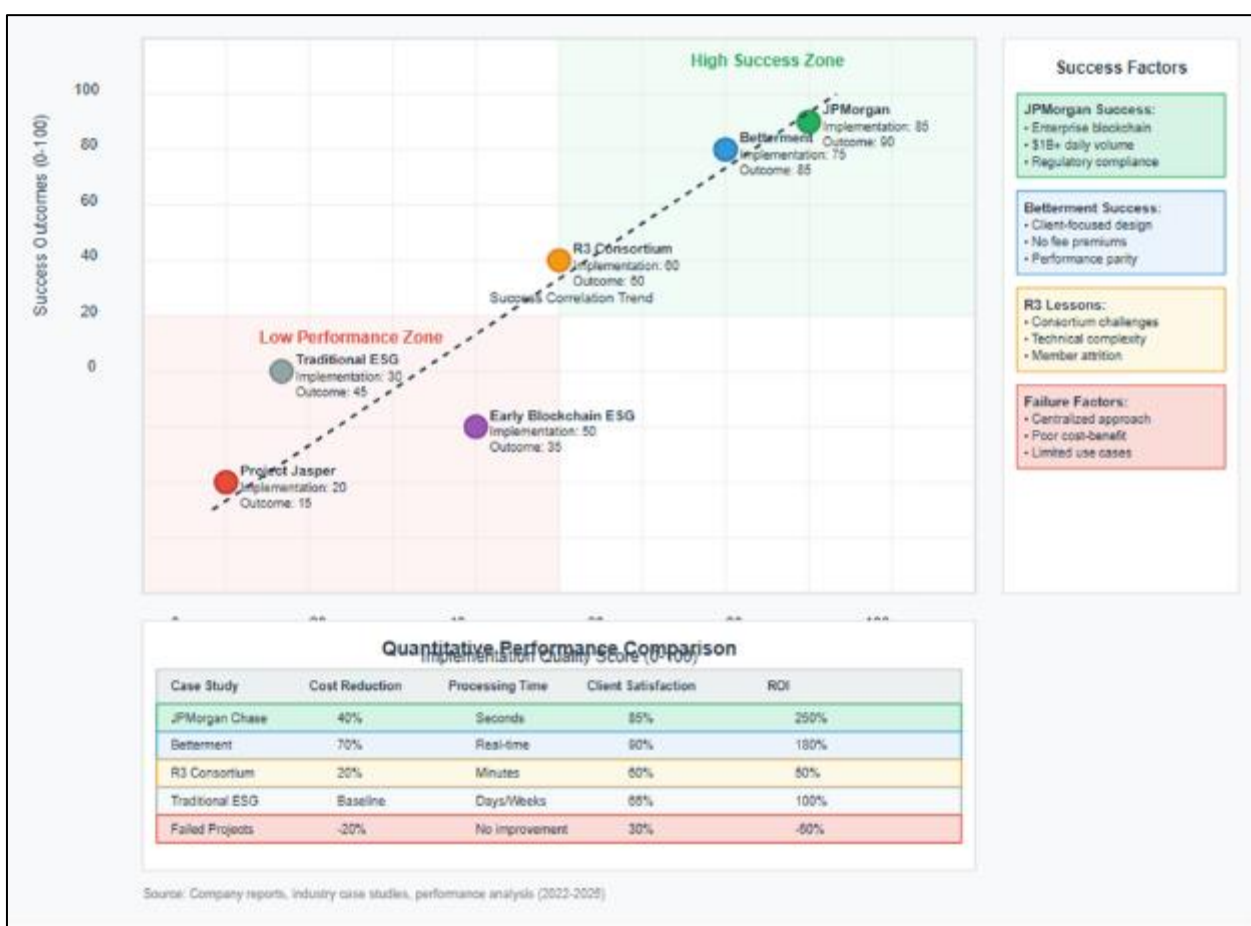 High Success Zone
100
80
60
40
20
0
Success Outcomes (0-100)
JPMorgan
Implementation: 85
Outcome: 90
Betterment
Implementation: 75
Outcome: 85
R3 Consortium
Implementation: 60
Outcome: 60
Success Correlation Trend
Low Performance Zone
Traditional ESG
Implementation: 30
Outcome: 45
Early Blockchain ESG
Implementation: 50
Outcome: 35
Project Jasper
Implementation: 20
Outcome: 15
Success Factors
JPMorgan Success:
• Enterprise blockchain
• $1B+ daily volume
• Regulatory compliance
Betterment Success:
• Client-focused design
• No fee premiums
• Performance parity
R3 Lessons:
• Consortium challenges
• Technical complexity
• Member attrition
Failure Factors:
• Centralized approach
• Poor cost-benefit
• Limited use cases
Quantitative Performance Comparison
Implementation Quality Score (0-100)
Case Study Cost Reduction Processing Time Client Satisfaction ROI
JPMorgan Chase 40% Seconds 85% 250%
Betterment 70% Real-time 90% 180%
R3 Consortium 20% Minutes 60% 50%
Traditional ESG Baseline Days/Weeks 65% 100%
Failed Projects -20% No improvement 30% -50%
Source: Company reports, industry case studies, performance analysis